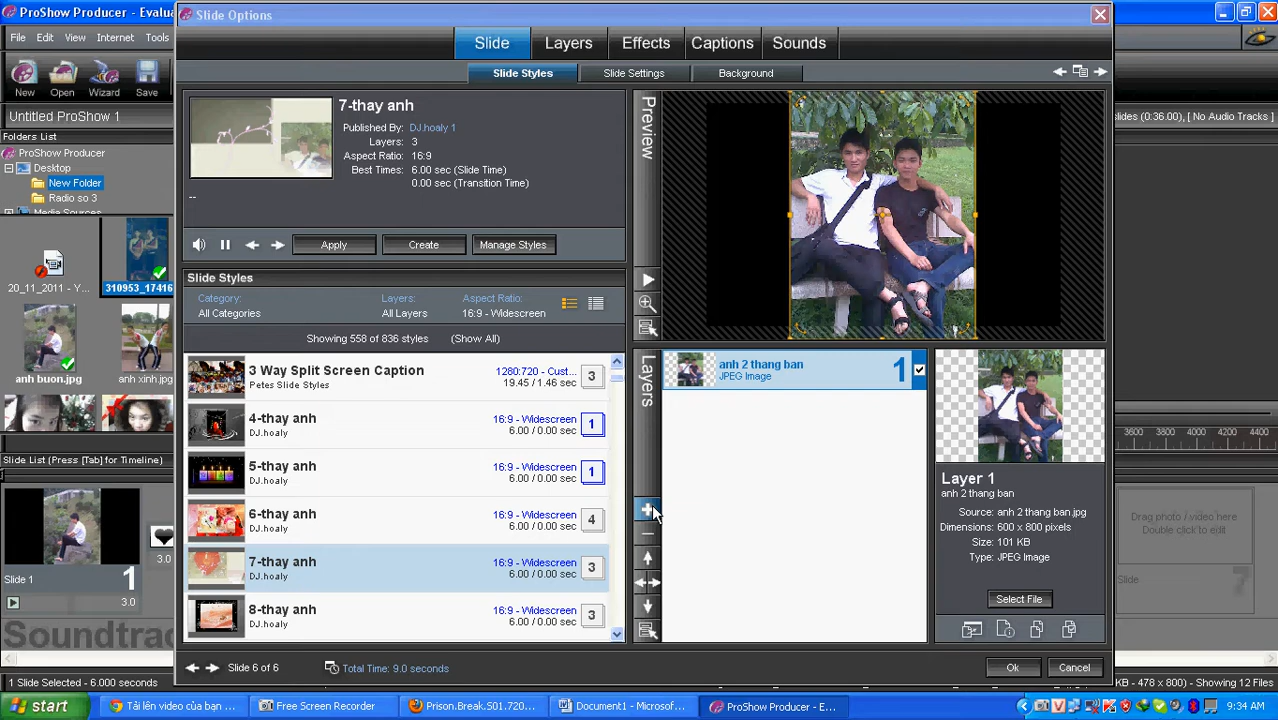 ProShow Producer - Evalua
File Edit View Internet Tools
New Open Wizard Save
Untitled ProShow 1
Folders List
ProShow Producer
Desktop
New Folder
Radio so 3
Media Sources
20_11_2011 - Y...
310953_17416
anh buon.jpg
anh xinh.jpg
Slide List (Press [Tab] for Timeline)
Slide 1
1
3.0
3.0
Soundtrac
1 Slide Selected - 6.000 seconds
Slide Options
Slide Layers Effects Captions Sounds
Slide Styles Slide Settings Background
7-thay anh
Published By: DJ.hoaly 1
Layers: 3
Aspect Ratio: 16:9
Best Times: 6.00 sec (Slide Time)
0.00 sec (Transition Time)
--
Apply Create Manage Styles
Slide Styles
Category: Layers: Aspect Ratio:
All Categories All Layers 16:9 - Widescreen
Showing 558 of 836 styles (Show All)
3 Way Split Screen Caption 1280:720 - Cust... 3
Petes Slide Styles 19.45 / 1.46 sec
4-thay anh 16:9 - Widescreen 1
DJ.hoaly 6.00 / 0.00 sec
5-thay anh 16:9 - Widescreen 1
DJ.hoaly 6.00 / 0.00 sec
6-thay anh 16:9 - Widescreen 4
DJ.hoaly 6.00 / 0.00 sec
7-thay anh 16:9 - Widescreen 3
DJ.hoaly 6.00 / 0.00 sec
8-thay anh 16:9 - Widescreen 3
DJ.hoaly 6.00 / 0.00 sec
Preview
Layers
anh 2 thang ban
JPEG Image
1
Layer 1
anh 2 thang ban
Source: anh 2 thang ban.jpg
Dimensions: 600 x 800 pixels
Size: 101 KB
Type: JPEG Image
Select File
Slide 6 of 6 Total Time: 9.0 seconds
Ok Cancel
slides (0:36.00), [ No Audio Tracks ]
3600 3800 4000 4200 4400
Drag photo / video here
Double click to edit
Slide
7
KB - 478 x 800) - Showing 12 Files
start
Tải lên video của bạn ...
Free Screen Recorder
Prison.Break.S01.720...
Document1 - Microsof...
ProShow Producer - E...
9:34 AM